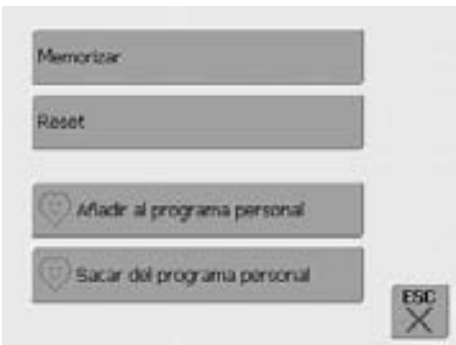 Memorizar
Reset
Añadir al programa personal
Sacar del programa personal
ESC